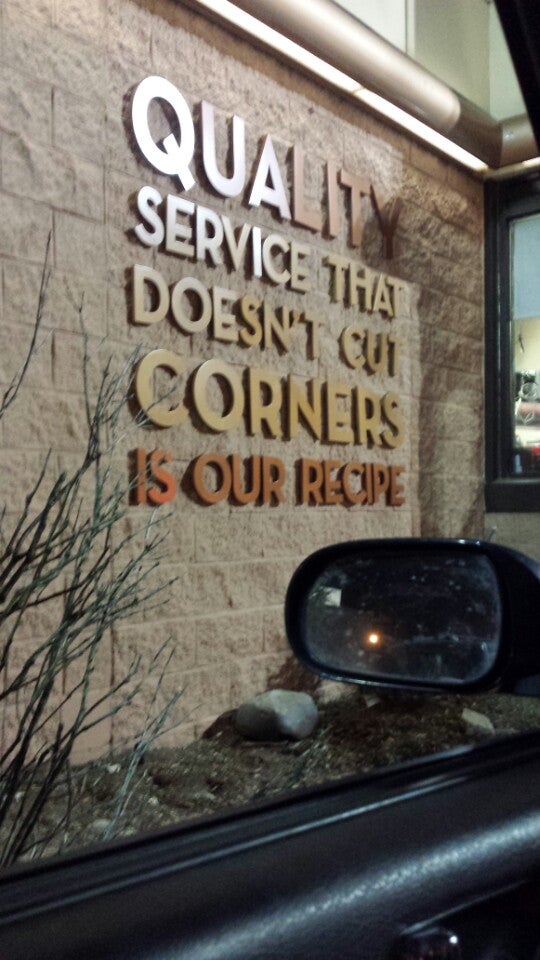 QUALITY
SERVICE THAT
DOESN'T CUT
CORNERS
IS OUR RECIPE